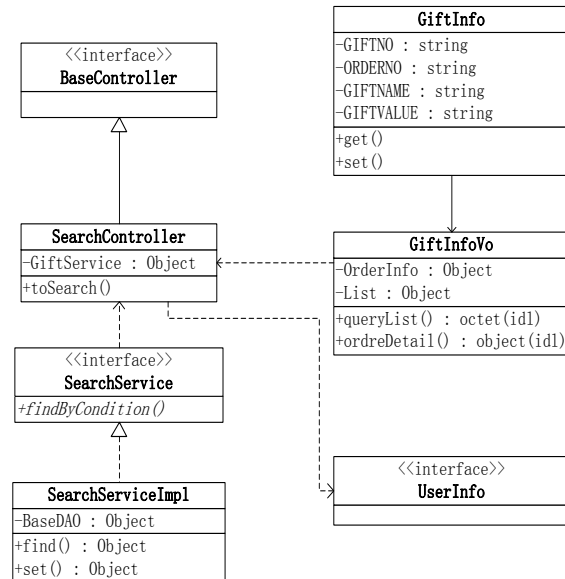 <<interface>>
BaseController
GiftInfo
-GIFTNO : string
-ORDERNO : string
-GIFTNAME : string
-GIFTVALUE : string
+get()
+set()
SearchController
-GiftService : Object
+toSearch()
GiftInfoVo
-OrderInfo : Object
-List : Object
+queryList() : octet(idl)
+ordreDetail() : object(idl)
<<interface>>
SearchService
+findByCondition()
<<interface>>
UserInfo
SearchServiceImpl
-BaseDAO : Object
+find() : Object
+set() : Object